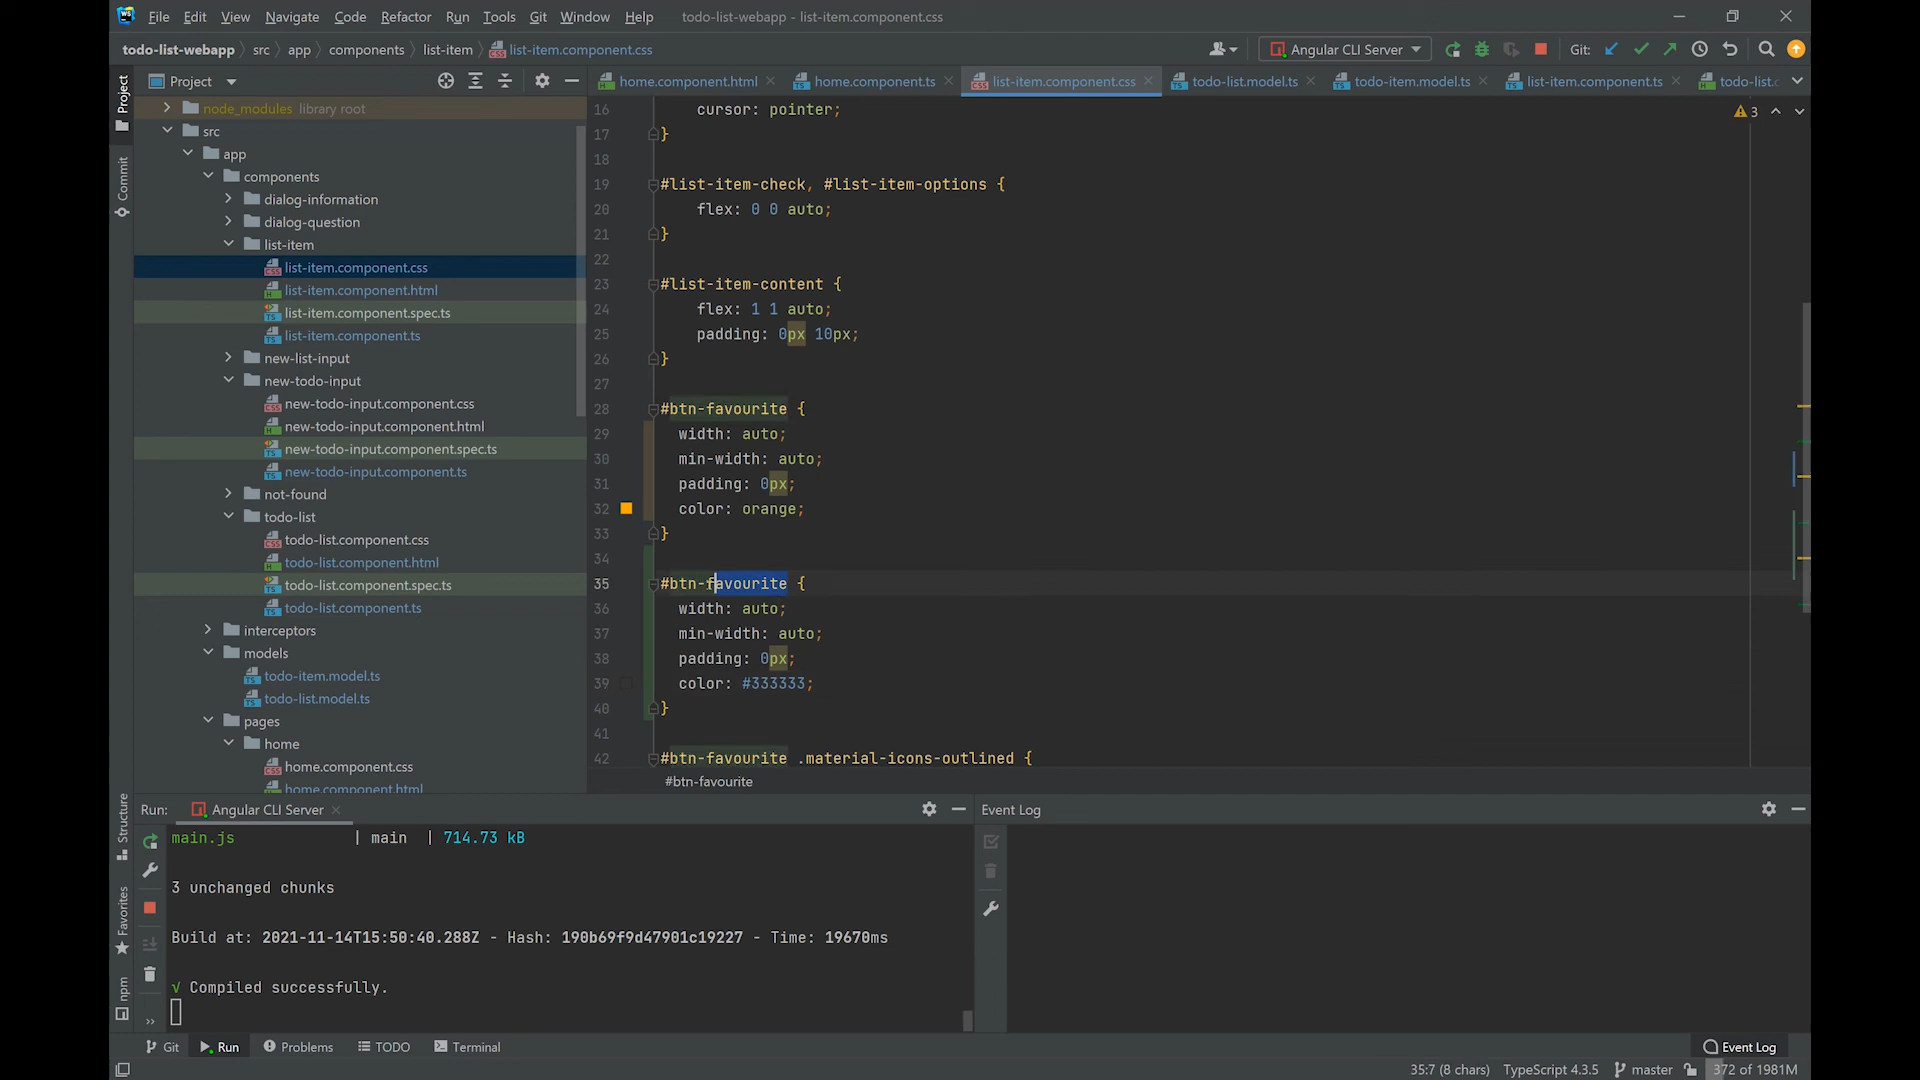 WS File Edit View Navigate Code Refactor Run Tools Git Window Help todo-list-webapp - list-item.component.css
todo-list-webapp src app components list-item list-item.component.css Angular CLI Server Git:
Project
home.component.html home.component.ts list-item.component.css todo-list.model.ts todo-item.model.ts list-item.component.ts todo-list.c
Project
Commit
Structure
Favorites
npm
node_modules library root
src
app
components
dialog-information
dialog-question
list-item
list-item.component.css
list-item.component.html
list-item.component.spec.ts
list-item.component.ts
new-list-input
new-todo-input
new-todo-input.component.css
new-todo-input.component.html
new-todo-input.component.spec.ts
new-todo-input.component.ts
not-found
todo-list
todo-list.component.css
todo-list.component.html
todo-list.component.spec.ts
todo-list.component.ts
interceptors
models
todo-item.model.ts
todo-list.model.ts
pages
home
home.component.css
home.component.html
3
16 cursor: pointer;
17 }
18
19 #list-item-check, #list-item-options {
20 flex: 0 0 auto;
21 }
22
23 #list-item-content {
24 flex: 1 1 auto;
25 padding: 0px 10px;
26 }
27
28 #btn-favourite {
29 width: auto;
30 min-width: auto;
31 padding: 0px;
32 color: orange;
33 }
34
35 #btn-favourite {
36 width: auto;
37 min-width: auto;
38 padding: 0px;
39 color: #333333;
40 }
41
42 #btn-favourite .material-icons-outlined {
#btn-favourite
Run: Angular CLI Server
main.js | main | 714.73 kB
3 unchanged chunks
Build at: 2021-11-14T15:50:40.288Z - Hash: 190b69f9d47901c19227 - Time: 19670ms
√ Compiled successfully.
Event Log
Git Run Problems TODO Terminal Event Log
35:7 (8 chars) TypeScript 4.3.5 master 372 of 1981M